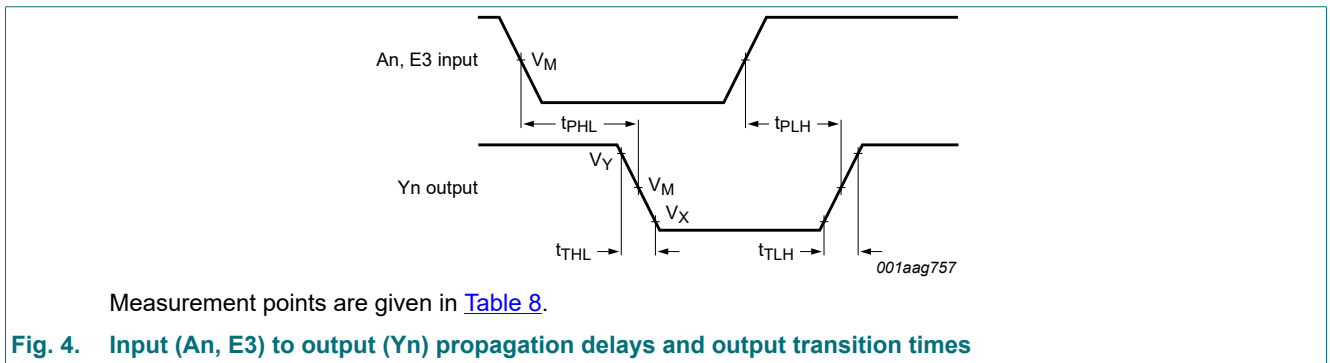 An, E3 input
VM
tPHL
tPLH
VY
Yn output
VM
VX
tTHL
tTLH
001aag757
Measurement points are given in Table 8.
Fig. 4. Input (An, E3) to output (Yn) propagation delays and output transition times